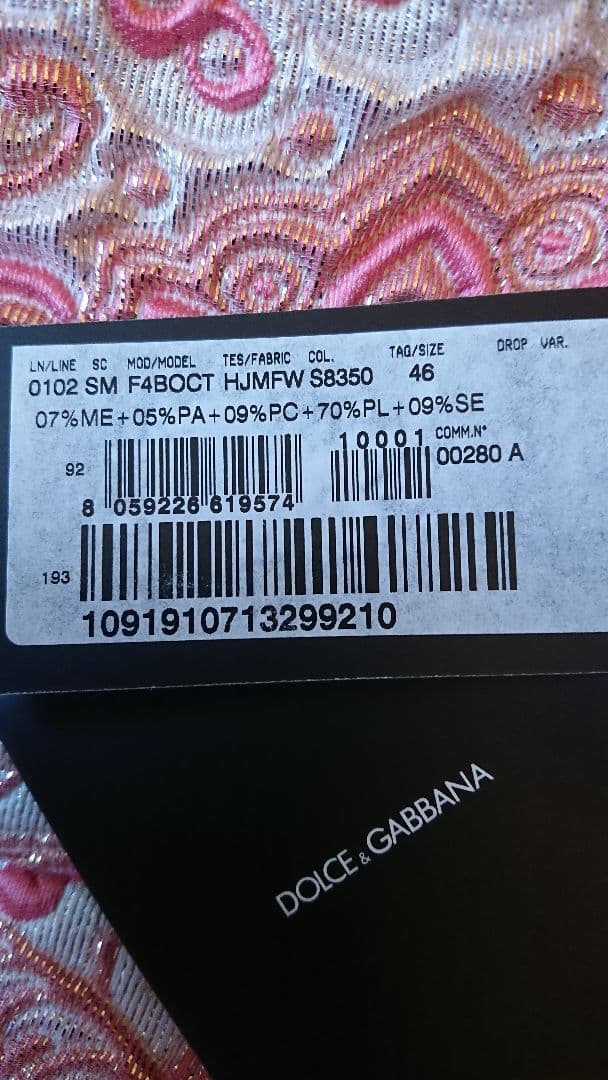 LN/LINE SC MOD/MODEL TES/FABRIC COL. TAG/SIZE DROP VAR.
0102 SM F4BOCT HJMFW S8350 46
07%ME+05%PA+09%PC+70%PL+09%SE
92 10001 COMM.N°
8 059226 619574 00280 A
193
1091910713299210
DOLCE & GABBANA